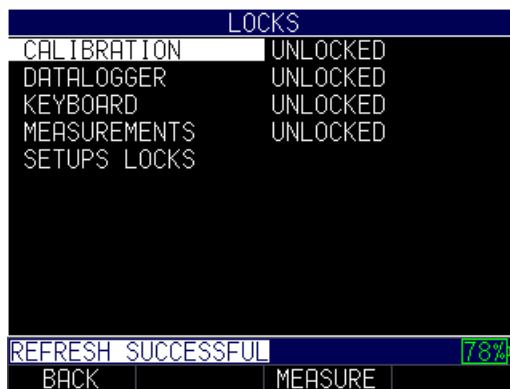 LOCKS
CALIBRATION UNLOCKED
DATALOGGER UNLOCKED
KEYBOARD UNLOCKED
MEASUREMENTS UNLOCKED
SETUPS LOCKS
REFRESH SUCCESSFUL 78%
BACK MEASURE